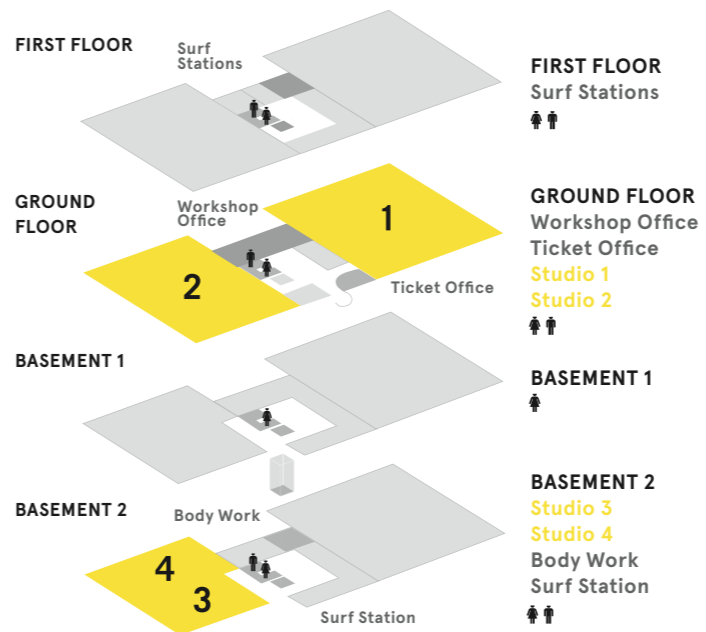 FIRST FLOOR
Surf
Stations
FIRST FLOOR
Surf Stations
GROUND
FLOOR
Workshop
Office
1
2
Ticket Office
GROUND FLOOR
Workshop Office
Ticket Office
Studio 1
Studio 2
BASEMENT 1
BASEMENT 1
BASEMENT 2
Body Work
4
3
Surf Station
BASEMENT 2
Studio 3
Studio 4
Body Work
Surf Station